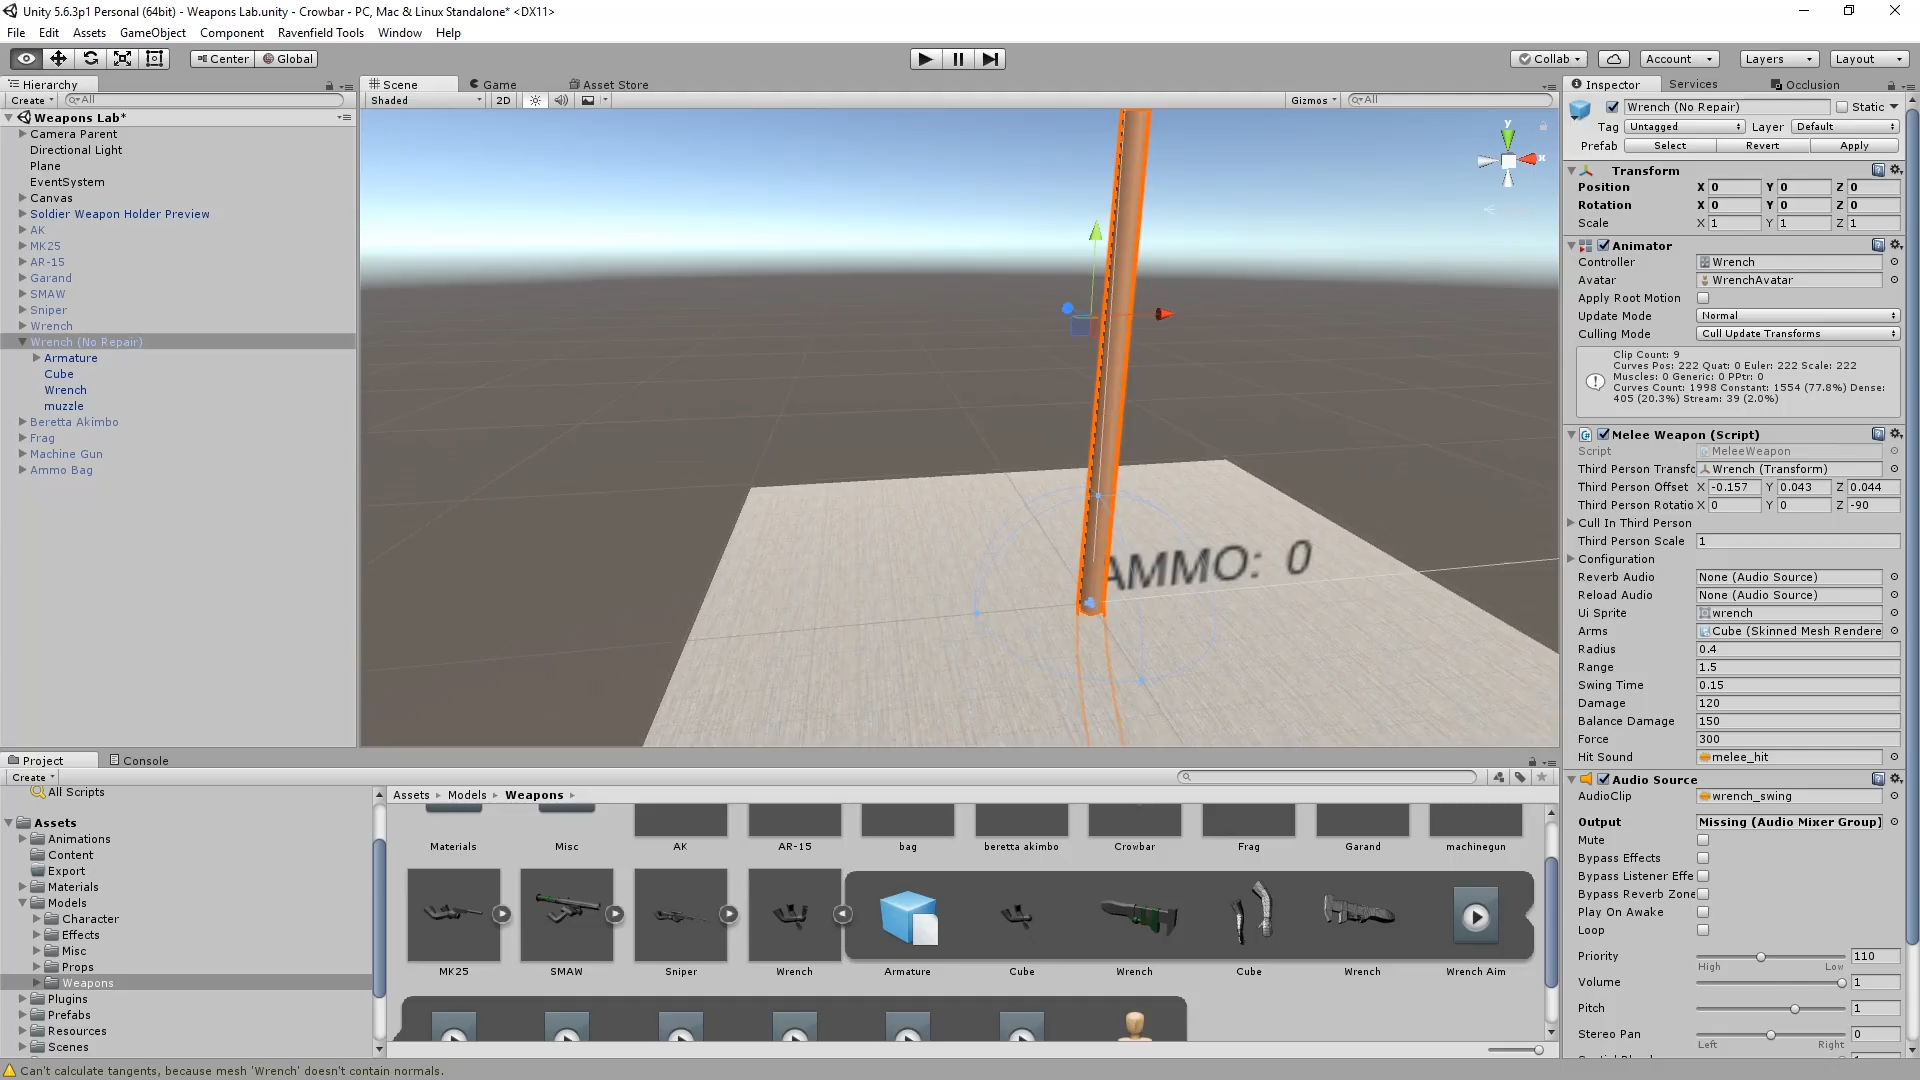 Unity 5.6.3p1 Personal (64bit) - Weapons Lab.unity - Crowbar - PC, Mac & Linux Standalone* <DX11>
File Edit Assets GameObject Component Ravenfield Tools Window Help
Center Global Collab Account Layers Layout
Hierarchy Scene Game Asset Store Inspector Services Occlusion
Create All Shaded 2D Gizmos All
Weapons Lab*
Camera Parent
Directional Light
Plane
EventSystem
Canvas
Soldier Weapon Holder Preview
AK
MK25
AR-15
Garand
SMAW
Sniper
Wrench
Wrench (No Repair)
Armature
Cube
Wrench
muzzle
Beretta Akimbo
Frag
Machine Gun
Ammo Bag
y
x
AMMO: 0
Wrench (No Repair) Static
Tag Untagged Layer Default
Prefab Select Revert Apply
Transform
Position X 0 Y 0 Z 0
Rotation X 0 Y 0 Z 0
Scale X 1 Y 1 Z 1
Animator
Controller Wrench
Avatar WrenchAvatar
Apply Root Motion
Update Mode Normal
Culling Mode Cull Update Transforms
Clip Count: 9
Curves Pos: 222 Quat: 0 Euler: 222 Scale: 222
Muscles: 0 Generic: 0 PPtr: 0
Curves Count: 1998 Constant: 1554 (77.8%) Dense:
405 (20.3%) Stream: 39 (2.0%)
Melee Weapon (Script)
Script MeleeWeapon
Third Person Transfo Wrench (Transform)
Third Person Offset X -0.157 Y 0.043 Z 0.044
Third Person Rotatio X 0 Y 0 Z -90
Cull In Third Person
Third Person Scale 1
Configuration
Reverb Audio None (Audio Source)
Reload Audio None (Audio Source)
Ui Sprite wrench
Arms Cube (Skinned Mesh Rendere
Radius 0.4
Range 1.5
Swing Time 0.15
Damage 120
Balance Damage 150
Force 300
Hit Sound melee_hit
Audio Source
AudioClip wrench_swing
Output Missing (Audio Mixer Group)
Mute
Bypass Effects
Bypass Listener Effe
Bypass Reverb Zone
Play On Awake
Loop
Priority 110
High Low
Volume 1
Pitch 1
Stereo Pan 0
Left Right
Project Console
Create
All Scripts
Assets
Animations
Content
Export
Materials
Models
Character
Effects
Misc
Props
Weapons
Plugins
Prefabs
Resources
Scenes
Assets Models Weapons
Materials Misc AK AR-15 bag beretta akimbo Crowbar Frag Garand machinegun
MK25 SMAW Sniper Wrench Armature Cube Wrench Cube Wrench Wrench Aim
Can't calculate tangents, because mesh 'Wrench' doesn't contain normals.